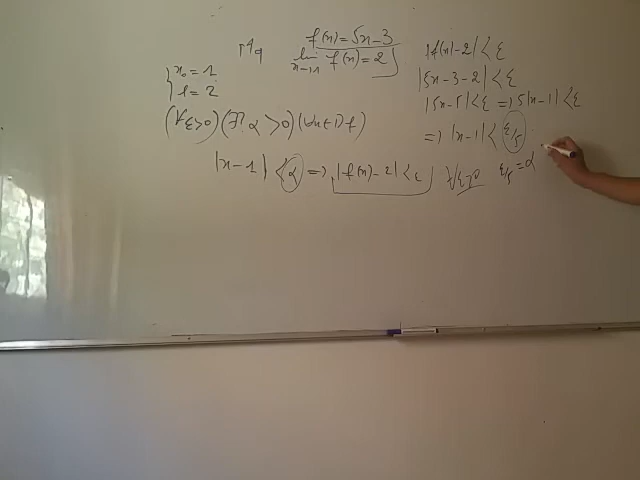 f(x) = 5x-3
Mq lim x→1 f(x) = 2
x₀ = 1
l = 2
(∀ε>0)(∃α>0)(∀x∈Df)
|x-1| < α => |f(x)-2| < ε
|f(x)-2| < ε
|5x-3-2| < ε
|5x-5| < ε => 5|x-1| < ε
=> |x-1| < ε/5
ε/5 = α